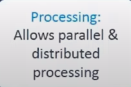 Processing:
Allows parallel &
distributed
processing